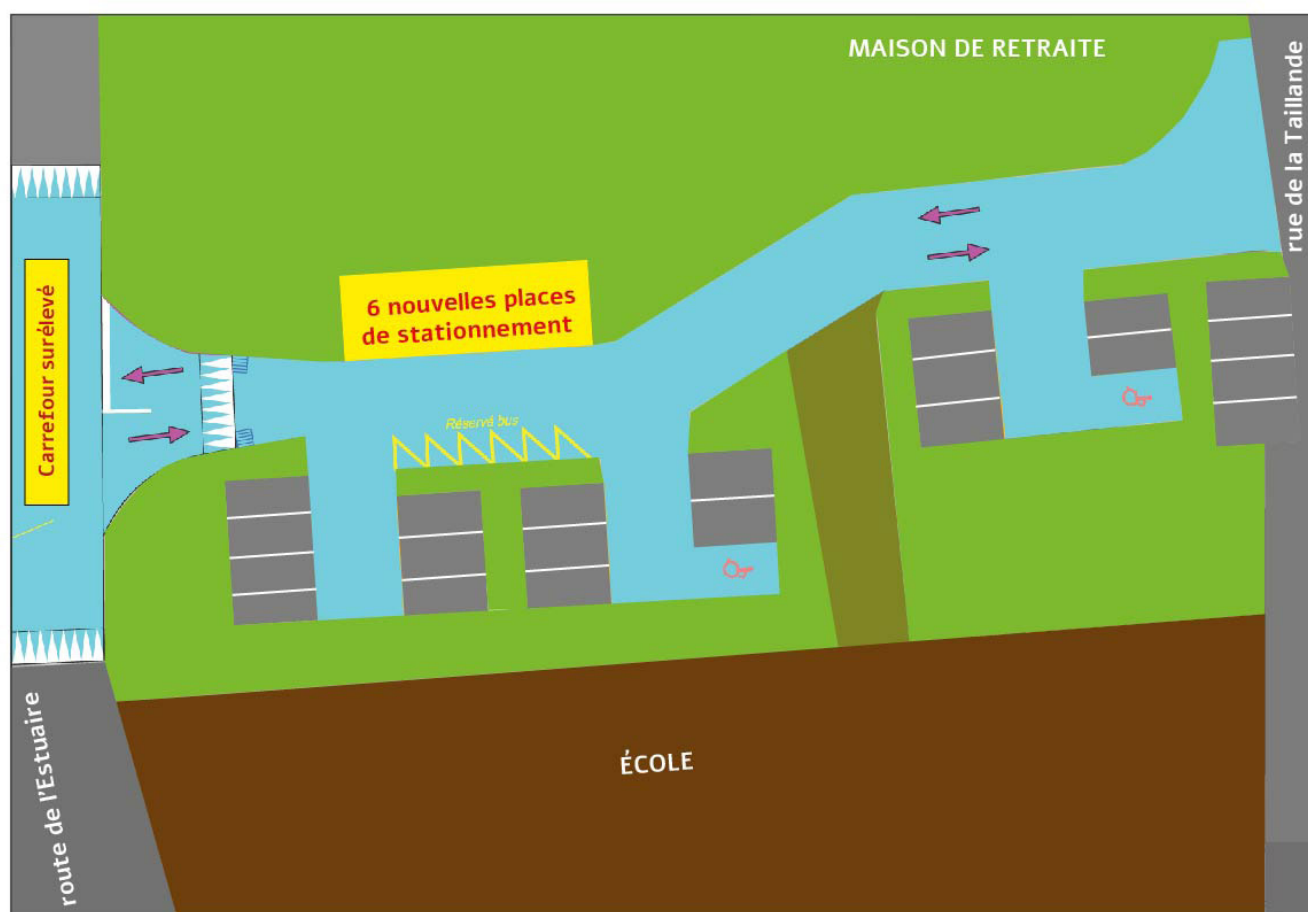 MAISON DE RETRAITE
rue de la Taillande
6 nouvelles places
de stationnement
Carrefour surélevé
Réservé bus
ÉCOLE
route de l'Estuaire